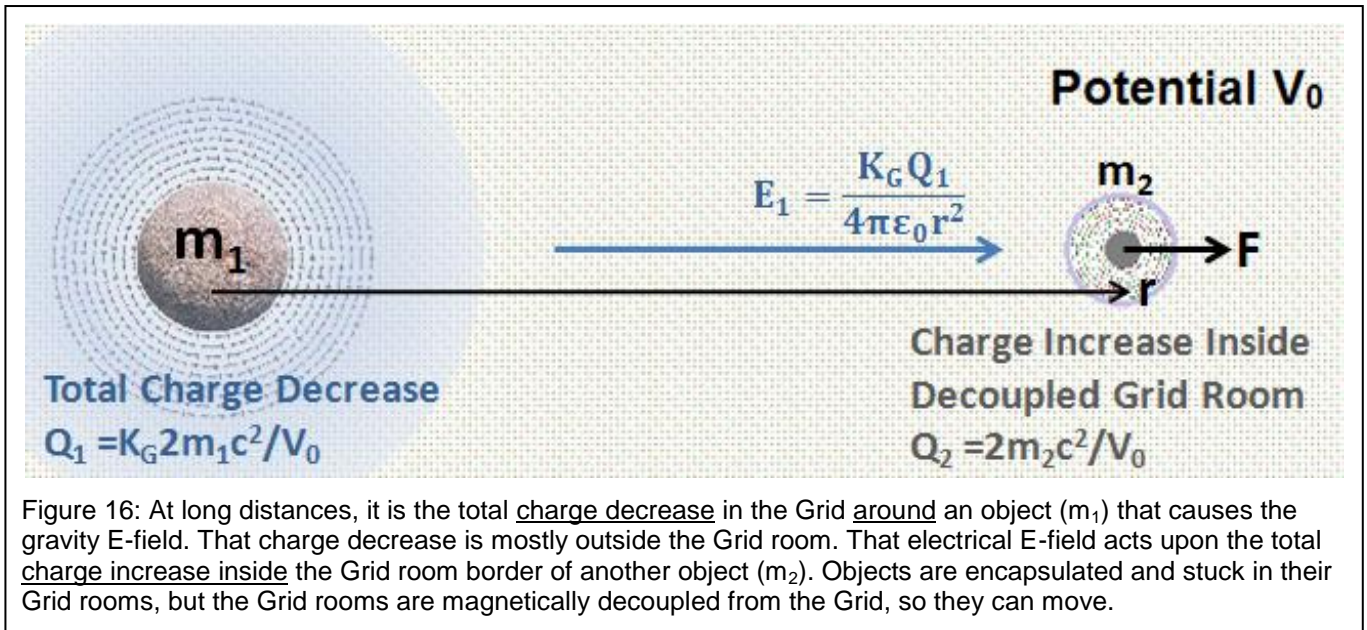 Potential V₀
m₂
E₁ = K_G Q₁ / 4πε₀r²
m₁
F
r
Total Charge Decrease
Q₁ =K_G2m₁c²/V₀
Charge Increase Inside
Decoupled Grid Room
Q₂ =2m₂c²/V₀
Figure 16: At long distances, it is the total charge decrease in the Grid around an object (m₁) that causes the
gravity E-field. That charge decrease is mostly outside the Grid room. That electrical E-field acts upon the total
charge increase inside the Grid room border of another object (m₂). Objects are encapsulated and stuck in their
Grid rooms, but the Grid rooms are magnetically decoupled from the Grid, so they can move.